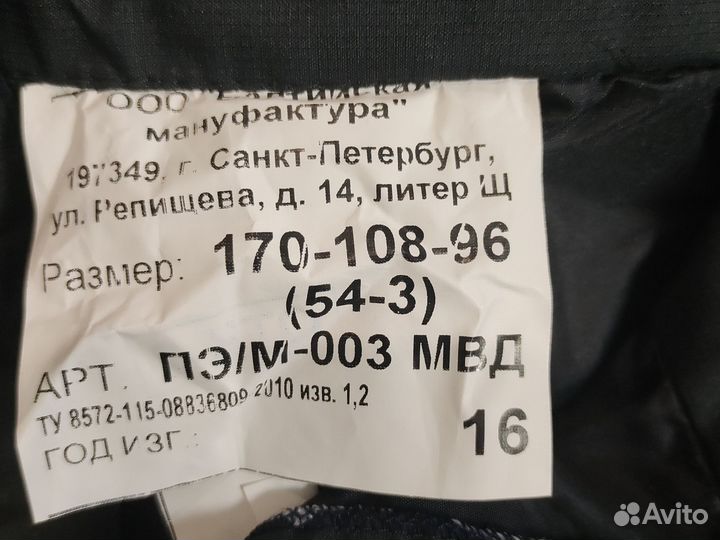 ООО
мануфактура"
197349, г. Санкт-Петербург,
ул. Репищева, д. 14, литер Щ
Размер: 170-108-96
(54-3)
АРТ. ПЭ/М-003 МВД
ТУ 8572-115-08836809 2010 изв. 1,2
ГОД ИЗГ.: 16
Avito